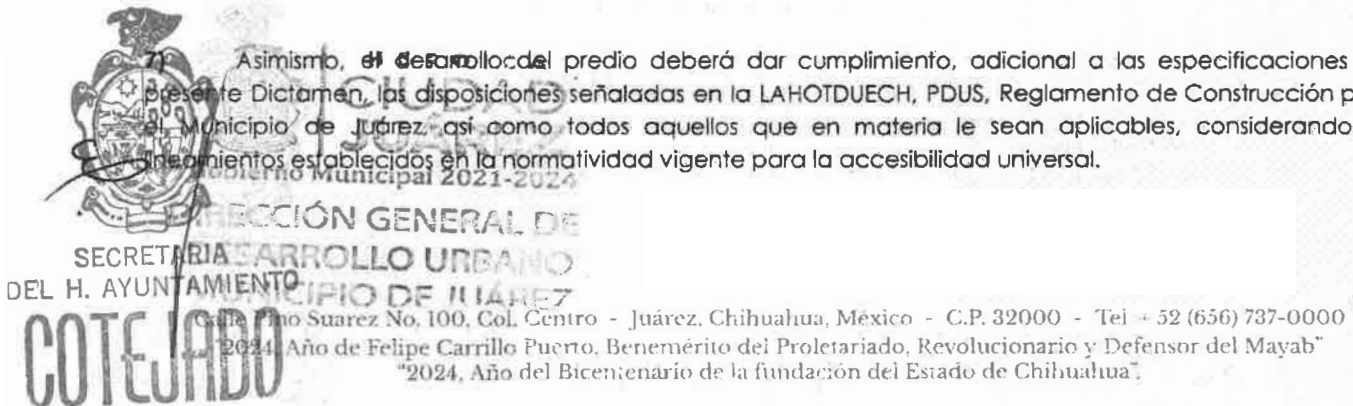 7) Asimismo, el desarrollo del predio deberá dar cumplimiento, adicional a las especificaciones
presente Dictamen, las disposiciones señaladas en la LAHOTDUECH, PDUS, Reglamento de Construcción p
el Municipio de Juárez, así como todos aquellos que en materia le sean aplicables, considerando
lineamientos establecidos en la normatividad vigente para la accesibilidad universal.
CIUDAD
JUÁREZ
Gobierno Municipal 2021-2024
DIRECCIÓN GENERAL DE
DESARROLLO URBANO
MUNICIPIO DE JUÁREZ
SECRETARIA
DEL H. AYUNTAMIENTO
COTEJADO
Calle Pino Suarez No. 100, Col. Centro - Juárez, Chihuahua, México - C.P. 32000 - Tel + 52 (656) 737-0000
"2024, Año de Felipe Carrillo Puerto, Benemérito del Proletariado, Revolucionario y Defensor del Mayab"
"2024, Año del Bicentenario de la fundación del Estado de Chihuahua".